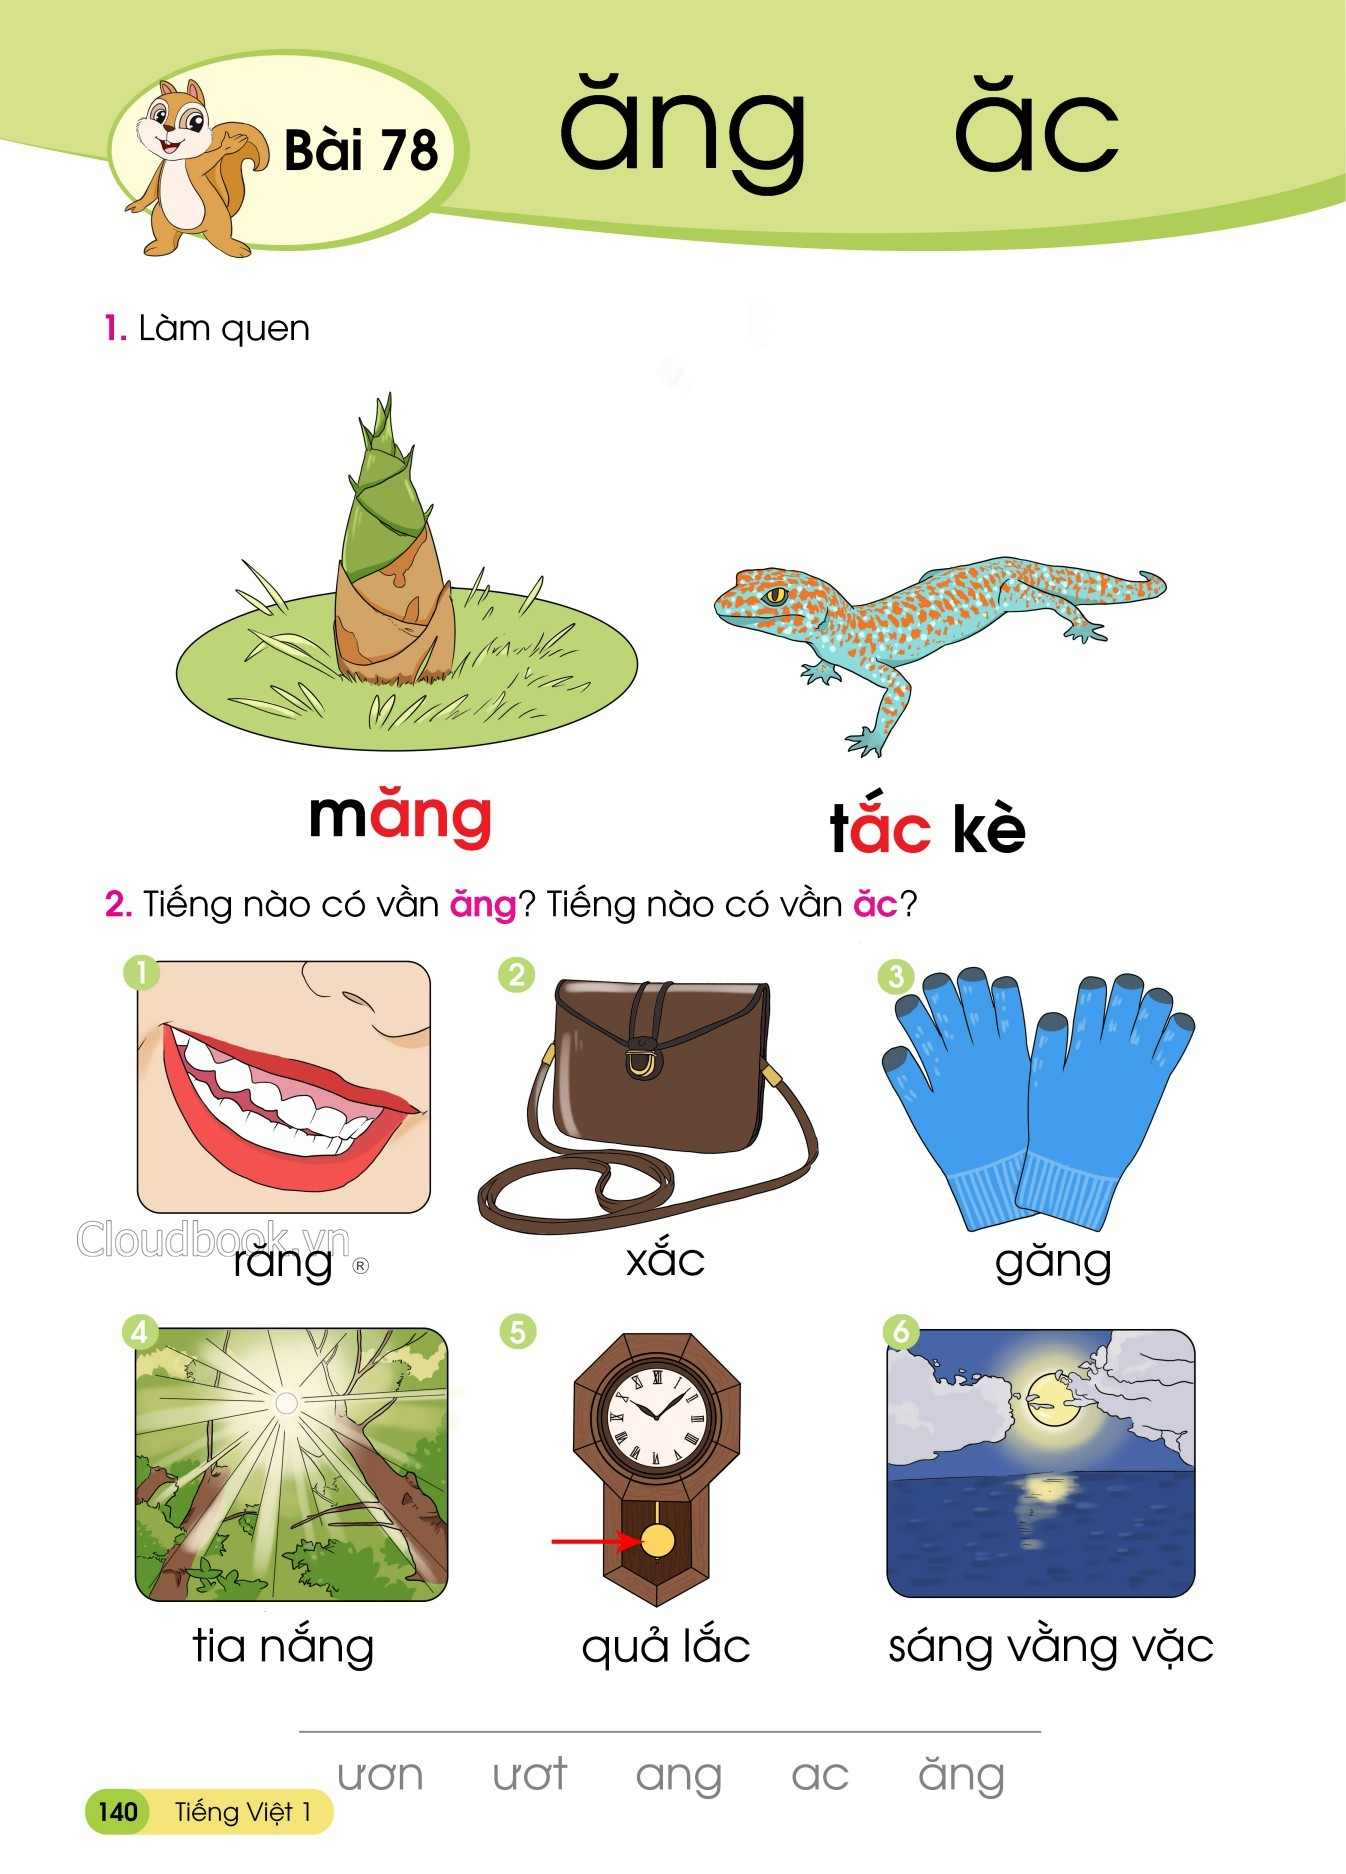 Bài 78
ăng ăc
1. Làm quen
măng
tắc kè
2. Tiếng nào có vần ăng? Tiếng nào có vần ăc?
1
2
3
Cloudbook.vn ®
răng
xắc
găng
4
5
6
tia nắng
quả lắc
sáng vằng vặc
ươn ươt ang ac ăng
140 Tiếng Việt 1